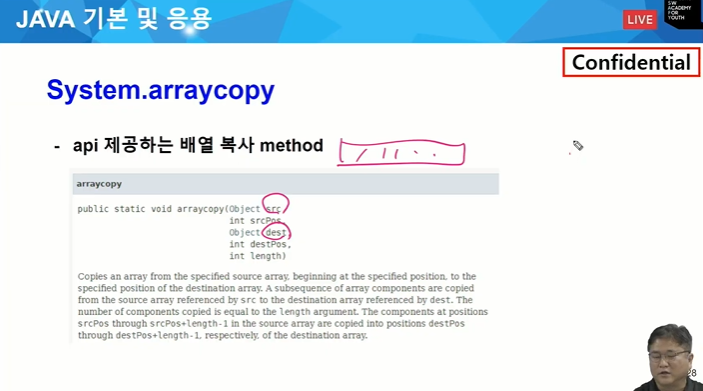 JAVA 기본 및 응용
LIVE
SW
ACADEMY
FOR
YOUTH
Confidential
System.arraycopy
- api 제공하는 배열 복사 method
arraycopy
public static void arraycopy(Object src,
int srcPos,
Object dest,
int destPos,
int length)
Copies an array from the specified source array, beginning at the specified position, to the
specified position of the destination array. A subsequence of array components are copied
from the source array referenced by src to the destination array referenced by dest. The
number of components copied is equal to the length argument. The components at positions
srcPos through srcPos+length-1 in the source array are copied into positions destPos
through destPos+length-1, respectively, of the destination array.